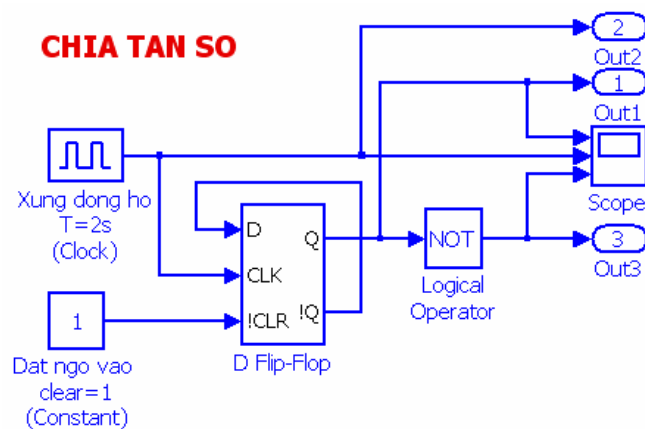 CHIA TAN SO
2
Out2
1
Out1
Scope
Xung dong ho
T=2s
(Clock)
D
Q
CLK
!CLR
!Q
D Flip-Flop
NOT
Logical
Operator
3
Out3
1
Dat ngo vao
clear=1
(Constant)